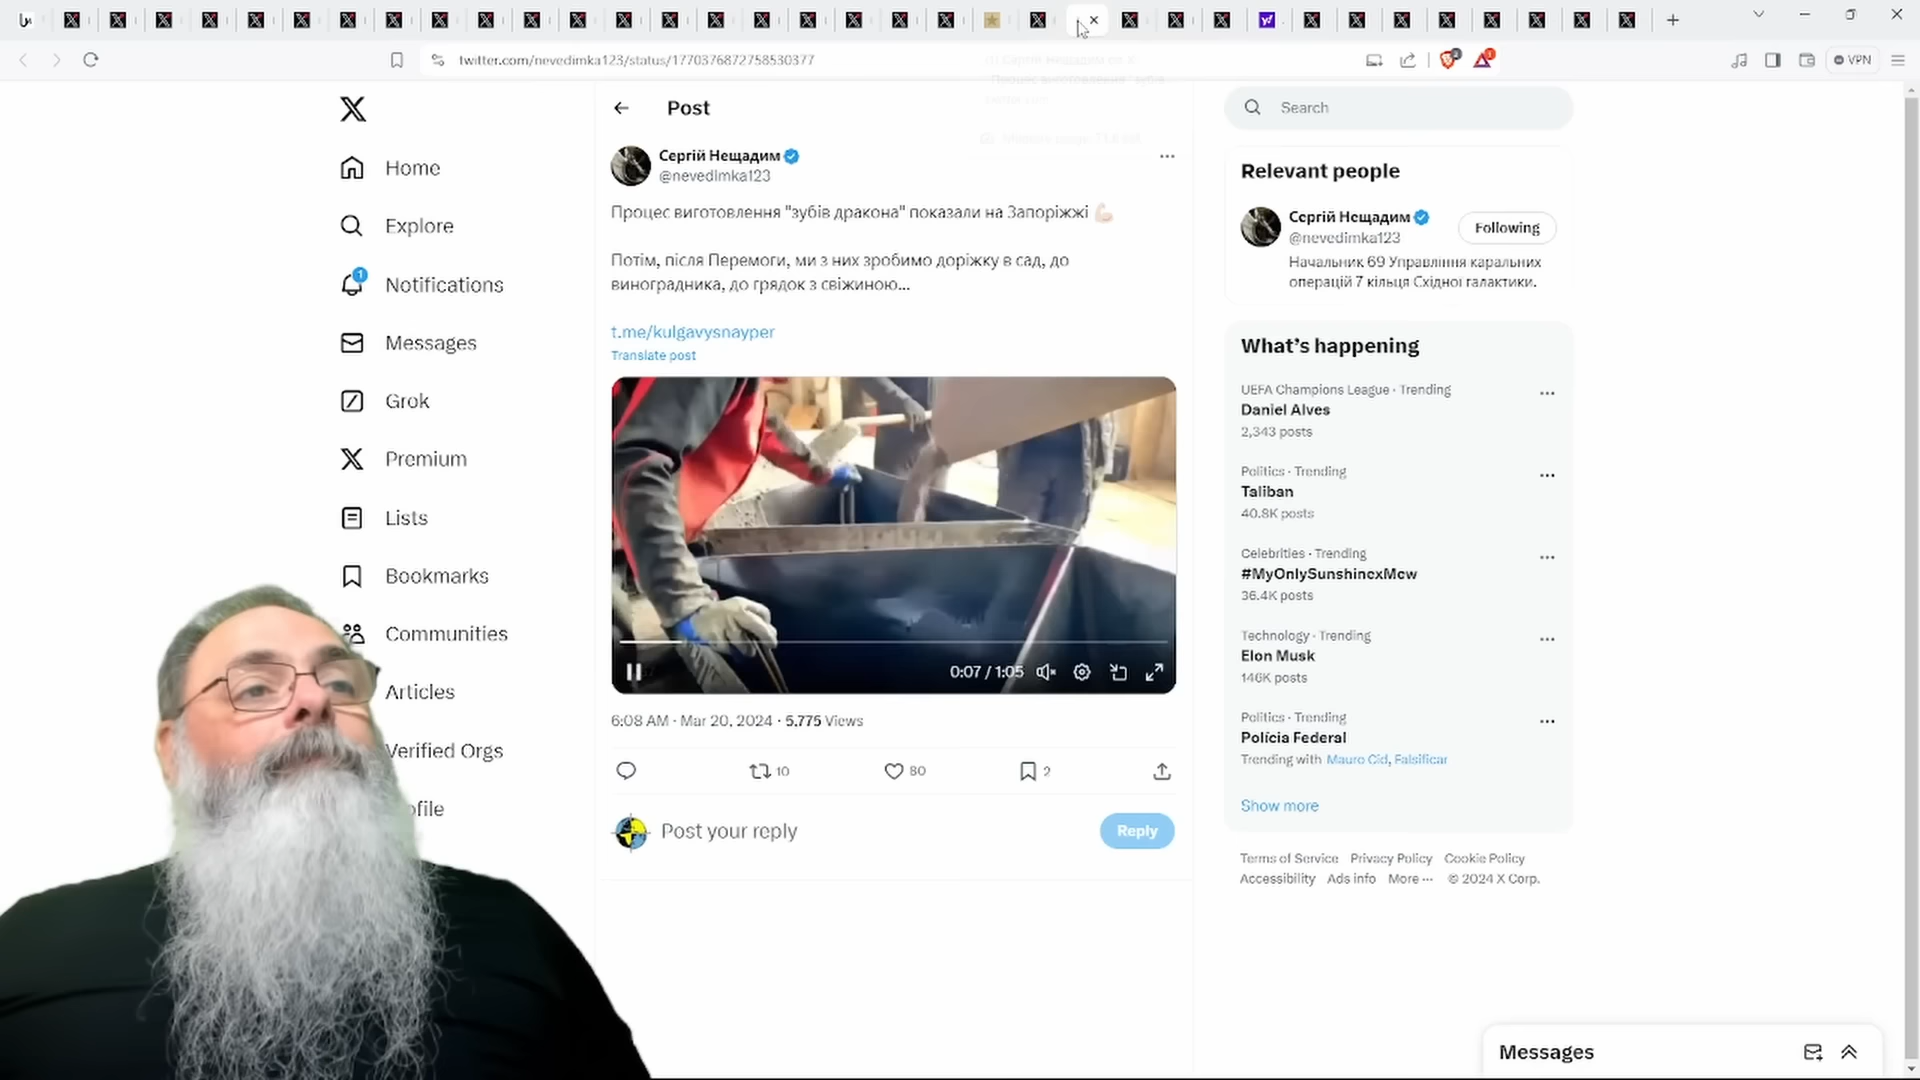 twitter.com/nevedimka123/status/1770376872758530377
VPN
Home
Explore
1
Notifications
Messages
Grok
Premium
Lists
Bookmarks
Communities
Articles
Verified Orgs
ofile
Post
Сергій Нещадим
@nevedimka123
Процес виготовлення "зубів дракона" показали на Запоріжжі 💪🏻
Потім, після Перемоги, ми з них зробимо доріжку в сад, до
виноградника, до грядок з свіжиною...
t.me/kulgavysnayper
Translate post
0:07 / 1:05
6:08 AM · Mar 20, 2024 · 5,775 Views
10
80
2
Post your reply
Reply
Search
Relevant people
Сергій Нещадим
@nevedimka123
Following
Начальник 69 Управління каральних
операцій 7 кільця Східної галактики.
What's happening
UEFA Champions League · Trending
Daniel Alves
2,343 posts
Politics · Trending
Taliban
40.8K posts
Celebrities · Trending
#MyOnlySunshinexMew
36.4K posts
Technology · Trending
Elon Musk
146K posts
Politics · Trending
Polícia Federal
Trending with Mauro Cid, Falsificar
Show more
Terms of Service Privacy Policy Cookie Policy
Accessibility Ads info More ··· © 2024 X Corp.
Messages